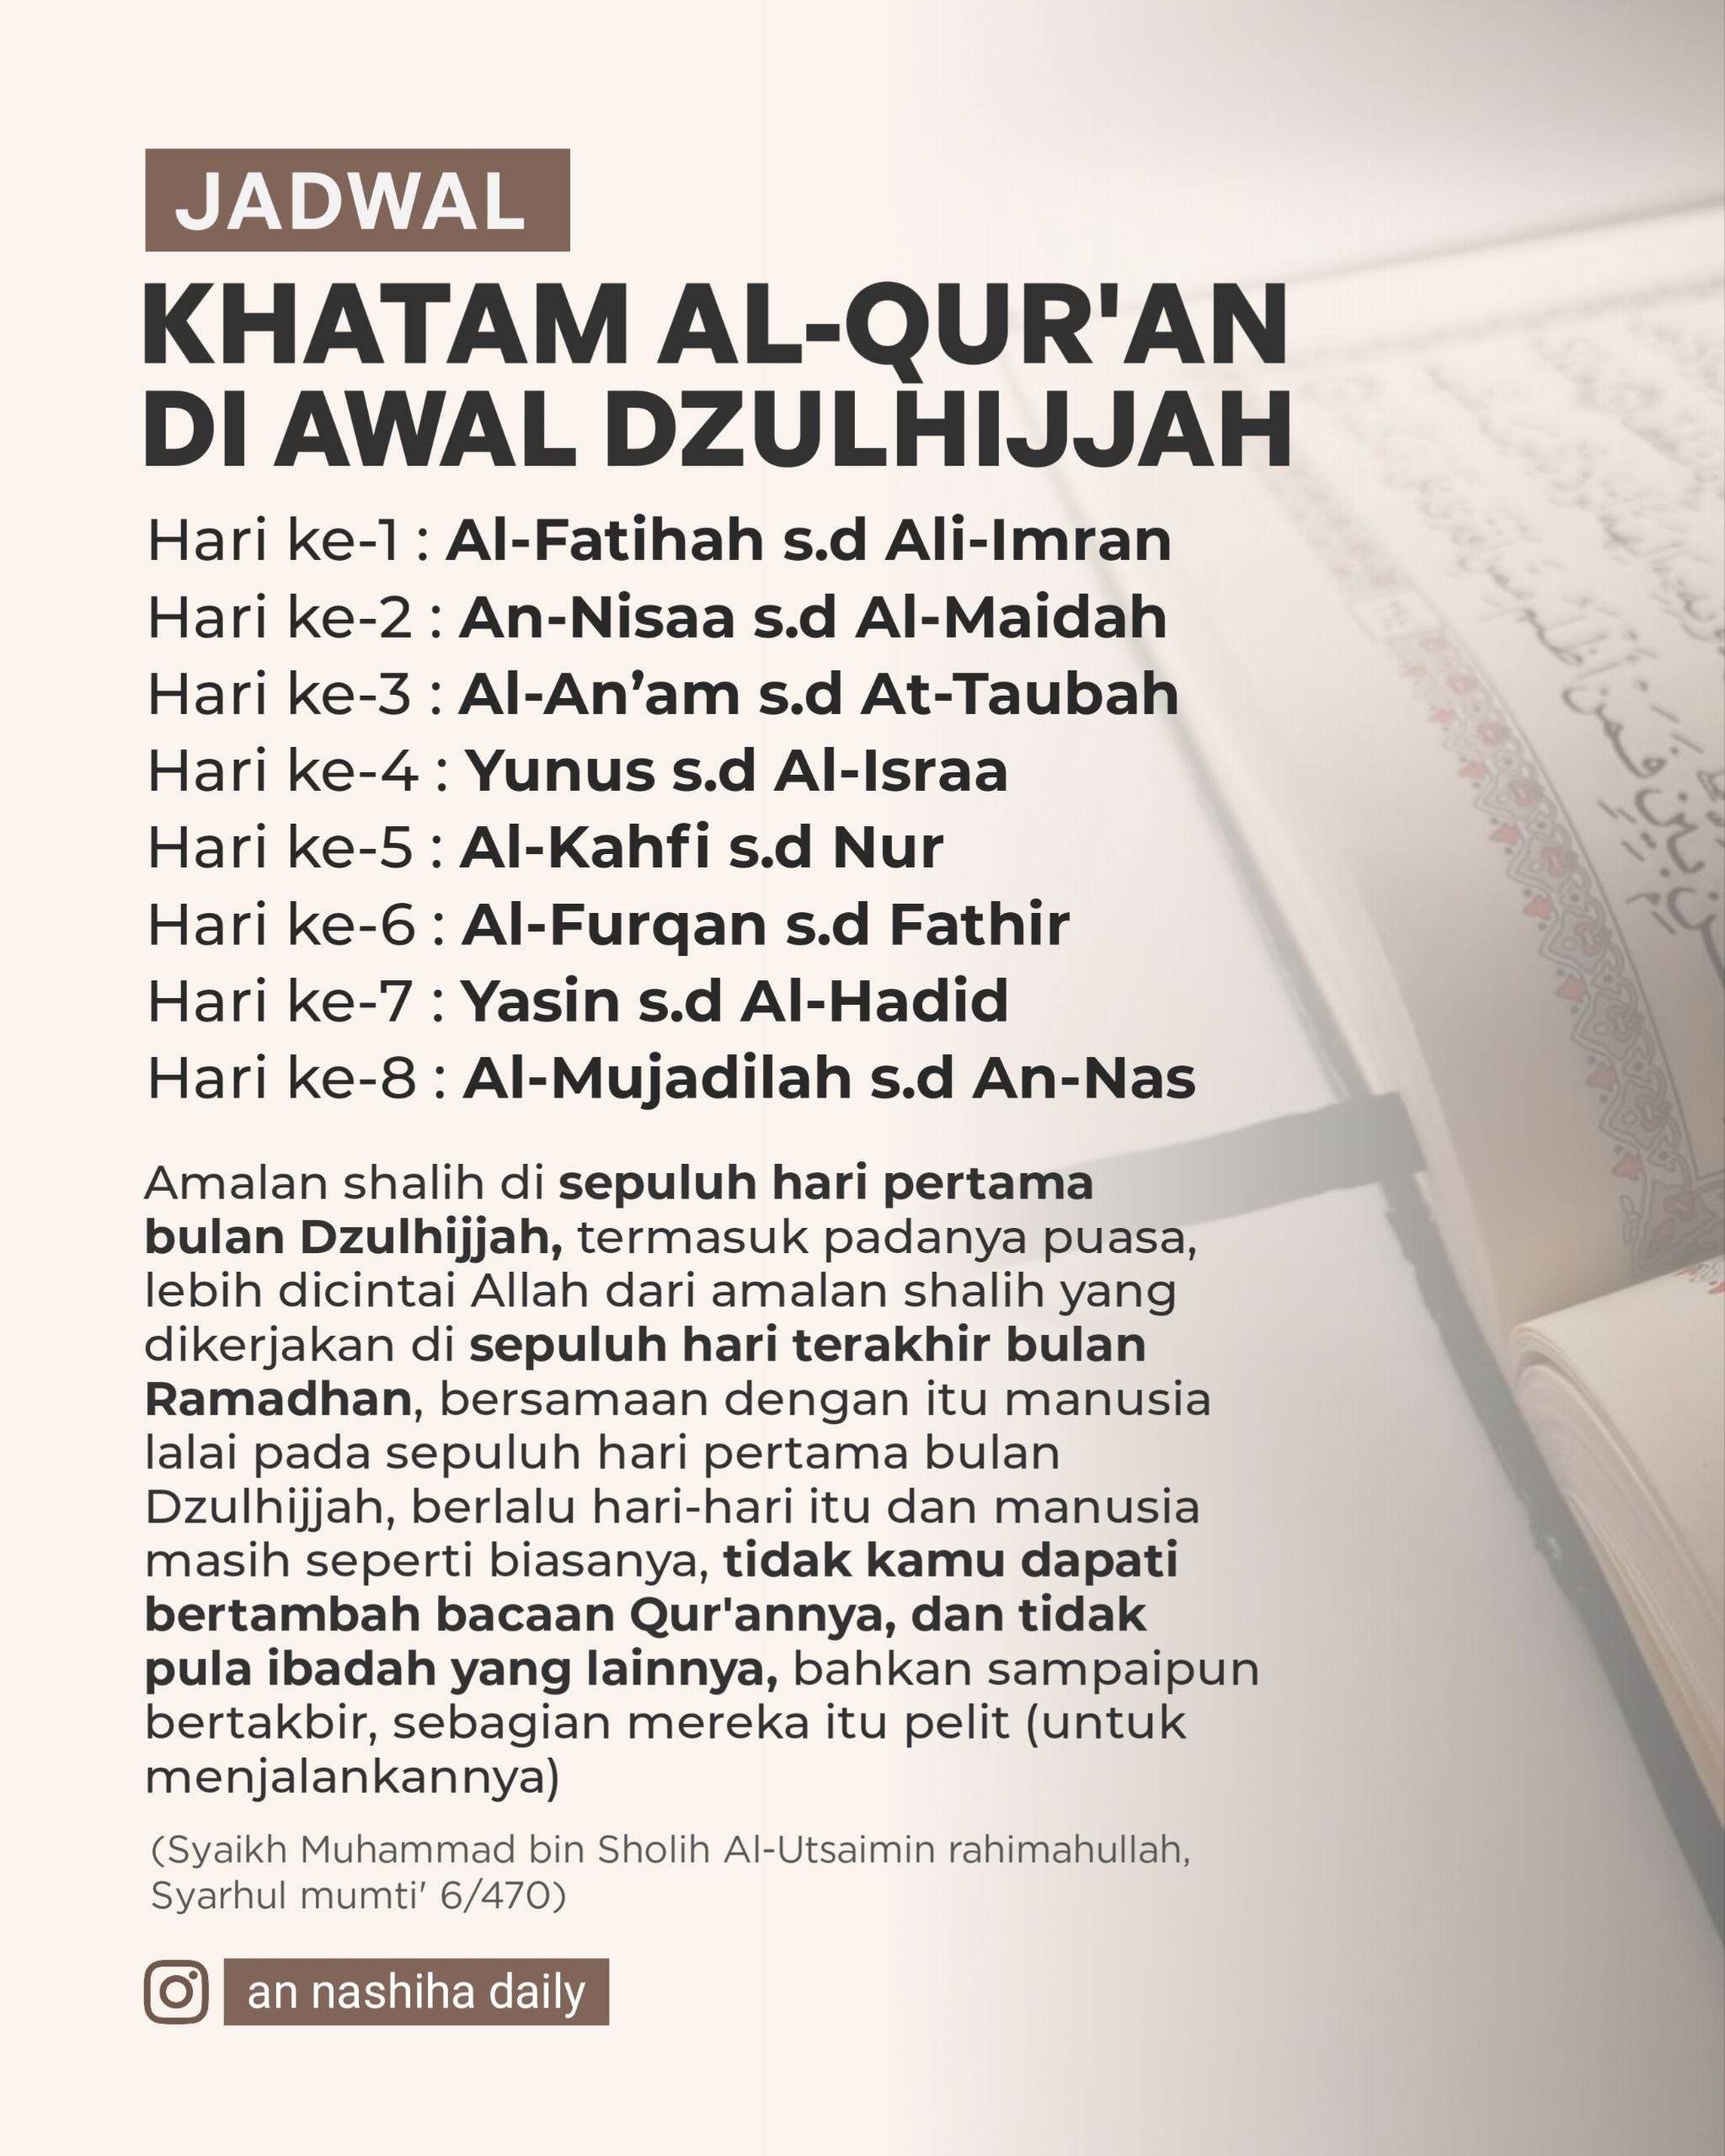 JADWAL
KHATAM AL-QUR'AN
DI AWAL DZULHIJJAH
Hari ke-1 : Al-Fatihah s.d Ali-Imran
Hari ke-2 : An-Nisaa s.d Al-Maidah
Hari ke-3 : Al-An’am s.d At-Taubah
Hari ke-4 : Yunus s.d Al-Israa
Hari ke-5 : Al-Kahfi s.d Nur
Hari ke-6 : Al-Furqan s.d Fathir
Hari ke-7 : Yasin s.d Al-Hadid
Hari ke-8 : Al-Mujadilah s.d An-Nas
Amalan shalih di sepuluh hari pertama
bulan Dzulhijjah, termasuk padanya puasa,
lebih dicintai Allah dari amalan shalih yang
dikerjakan di sepuluh hari terakhir bulan
Ramadhan, bersamaan dengan itu manusia
lalai pada sepuluh hari pertama bulan
Dzulhijjah, berlalu hari-hari itu dan manusia
masih seperti biasanya, tidak kamu dapati
bertambah bacaan Qur'annya, dan tidak
pula ibadah yang lainnya, bahkan sampaipun
bertakbir, sebagian mereka itu pelit (untuk
menjalankannya)
(Syaikh Muhammad bin Sholih Al-Utsaimin rahimahullah,
Syarhul mumti' 6/470)
an nashiha daily